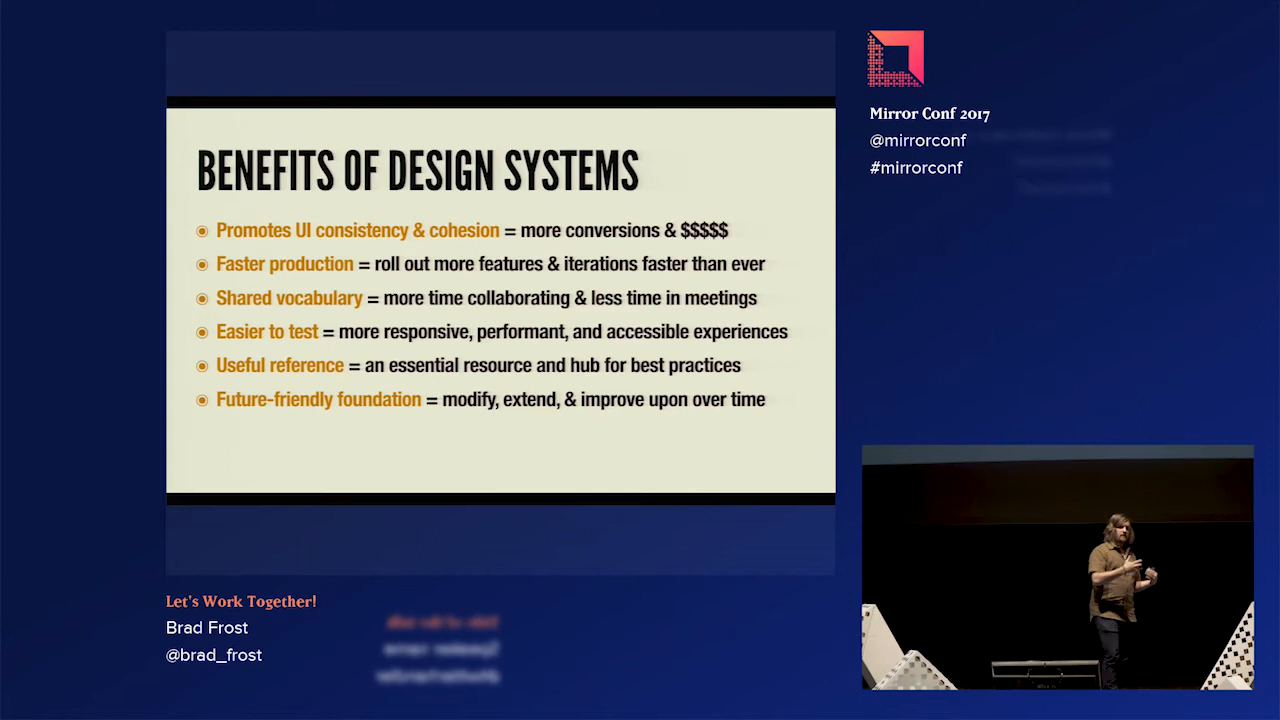 BENEFITS OF DESIGN SYSTEMS
Promotes UI consistency & cohesion = more conversions & $$$$$
Faster production = roll out more features & iterations faster than ever
Shared vocabulary = more time collaborating & less time in meetings
Easier to test = more responsive, performant, and accessible experiences
Useful reference = an essential resource and hub for best practices
Future-friendly foundation = modify, extend, & improve upon over time
Mirror Conf 2017
@mirrorconf
#mirrorconf
Let's Work Together!
Brad Frost
@brad_frost